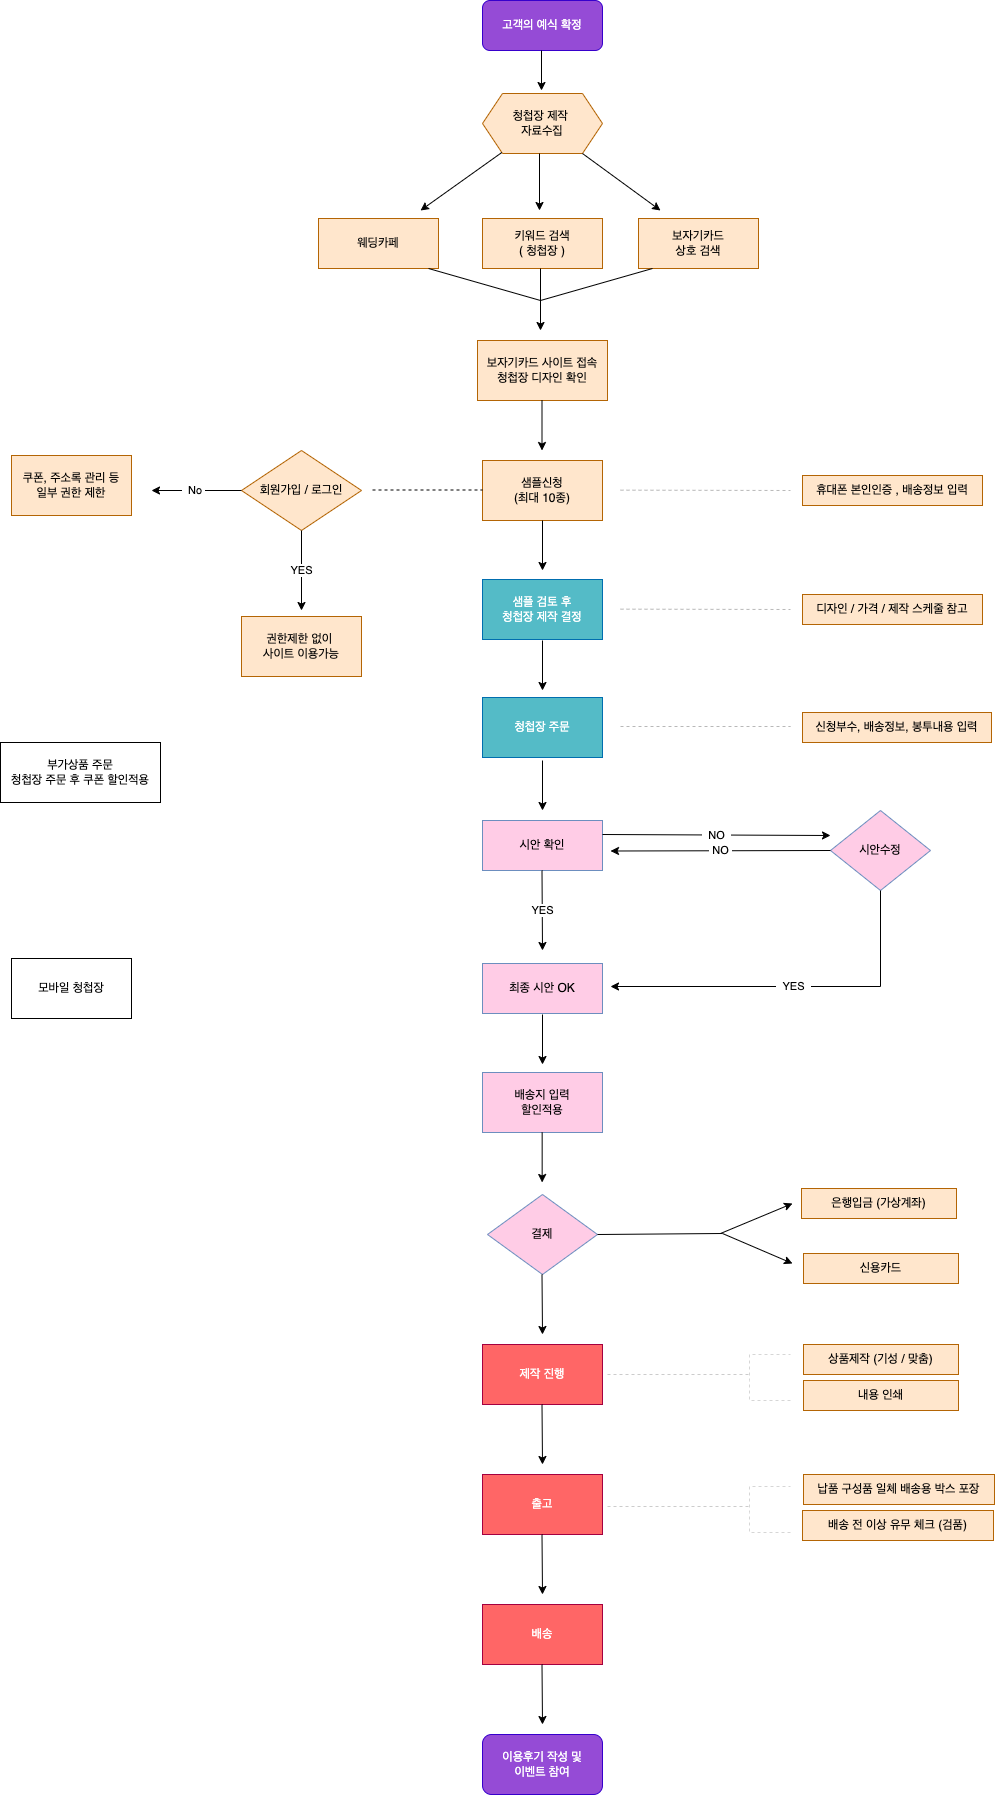 고객의 예식 확정
청첩장 제작
자료수집
웨딩카페
키워드 검색
( 청첩장 )
보자기카드
상호 검색
보자기카드 사이트 접속
청첩장 디자인 확인
쿠폰, 주소록 관리 등
일부 권한 제한
No
회원가입 / 로그인
샘플신청
(최대 10종)
휴대폰 본인인증 , 배송정보 입력
YES
권한제한 없이
사이트 이용가능
샘플 검토 후
청첩장 제작 결정
디자인 / 가격 / 제작 스케줄 참고
청첩장 주문
신청부수, 배송정보, 봉투내용 입력
부가상품 주문
청첩장 주문 후 쿠폰 할인적용
시안 확인
NO
NO
시안수정
YES
모바일 청첩장
최종 시안 OK
YES
배송지 입력
할인적용
결제
은행입금 (가상계좌)
신용카드
제작 진행
상품제작 (기성 / 맞춤)
내용 인쇄
출고
납품 구성품 일체 배송용 박스 포장
배송 전 이상 유무 체크 (검품)
배송
이용후기 작성 및
이벤트 참여